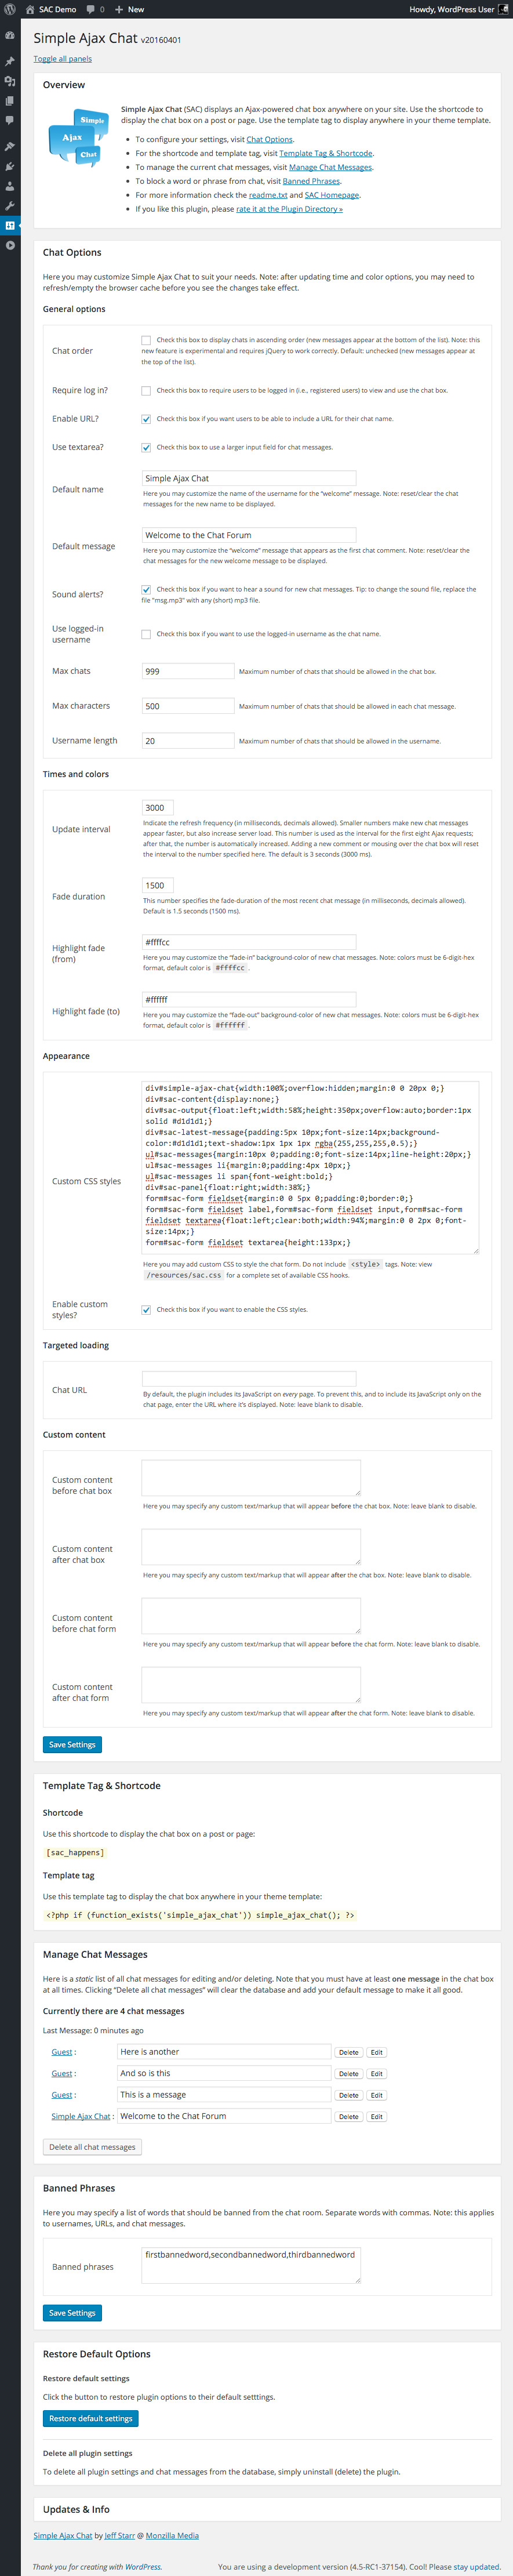 SAC Demo 0 + New Howdy, WordPress User
Simple Ajax Chat v20160401
Toggle all panels
Overview
Simple
Ajax
Chat
Simple Ajax Chat (SAC) displays an Ajax-powered chat box anywhere on your site. Use the shortcode to
display the chat box on a post or page. Use the template tag to display anywhere in your theme template.
• To configure your settings, visit Chat Options.
• For the shortcode and template tag, visit Template Tag & Shortcode.
• To manage the current chat messages, visit Manage Chat Messages.
• To block a word or phrase from chat, visit Banned Phrases.
• For more information check the readme.txt and SAC Homepage.
• If you like this plugin, please rate it at the Plugin Directory »
Chat Options
Here you may customize Simple Ajax Chat to suit your needs. Note: after updating time and color options, you may need to
refresh/empty the browser cache before you see the changes take effect.
General options
Chat order
Check this box to display chats in ascending order (new messages appear at the bottom of the list). Note: this
new feature is experimental and requires jQuery to work correctly. Default: unchecked (new messages appear at
the top of the list).
Require log in? Check this box to require users to be logged in (i.e., registered users) to view and use the chat box.
Enable URL? Check this box if you want users to be able to include a URL for their chat name.
Use textarea? Check this box to use a larger input field for chat messages.
Default name
Simple Ajax Chat
Here you may customize the name of the username for the "welcome" message. Note: reset/clear the chat
messages for the new name to be displayed.
Default message
Welcome to the Chat Forum
Here you may customize the "welcome" message that appears as the first chat comment. Note: reset/clear the
chat messages for the new welcome message to be displayed.
Sound alerts?
Check this box if you want to hear a sound for new chat messages. Tip: to change the sound file, replace the
file "msg.mp3" with any (short) mp3 file.
Use logged-in
username
Check this box if you want to use the logged-in username as the chat name.
Max chats 999 Maximum number of chats that should be allowed in the chat box.
Max characters 500 Maximum number of chats that should be allowed in each chat message.
Username length 20 Maximum number of chats that should be allowed in the username.
Times and colors
Update interval
3000
Indicate the refresh frequency (in milliseconds, decimals allowed). Smaller numbers make new chat messages
appear faster, but also increase server load. This number is used as the interval for the first eight Ajax requests;
after that, the number is automatically increased. Adding a new comment or mousing over the chat box will reset
the interval to the number specified here. The default is 3 seconds (3000 ms).
Fade duration
1500
This number specifies the fade-duration of the most recent chat message (in milliseconds, decimals allowed).
Default is 1.5 seconds (1500 ms).
Highlight fade
(from)
#ffffcc
Here you may customize the "fade-in" background-color of new chat messages. Note: colors must be 6-digit-hex
format, default color is #ffffcc .
Highlight fade (to)
#ffffff
Here you may customize the "fade-out" background-color of new chat messages. Note: colors must be 6-digit-hex
format, default color is #ffffff .
Appearance
Custom CSS styles
div#simple-ajax-chat{width:100%;overflow:hidden;margin:0 0 20px 0;}
div#sac-content{display:none;}
div#sac-output{float:left;width:58%;height:350px;overflow:auto;border:1px
solid #d1d1d1;}
div#sac-latest-message{padding:5px 10px;font-size:14px;background-
color:#d1d1d1;text-shadow:1px 1px 1px rgba(255,255,255,0.5);}
ul#sac-messages{margin:10px 0;padding:0;font-size:14px;line-height:20px;}
ul#sac-messages li{margin:0;padding:4px 10px;}
ul#sac-messages li span{font-weight:bold;}
div#sac-panel{float:right;width:38%;}
form#sac-form fieldset{margin:0 0 5px 0;padding:0;border:0;}
form#sac-form fieldset label,form#sac-form fieldset input,form#sac-form
fieldset textarea{float:left;clear:both;width:94%;margin:0 0 2px 0;font-
size:14px;}
form#sac-form fieldset textarea{height:133px;}
Here you may add custom CSS to style the chat form. Do not include <style> tags. Note: view
/resources/sac.css for a complete set of available CSS hooks.
Enable custom
styles?
Check this box if you want to enable the CSS styles.
Targeted loading
Chat URL
By default, the plugin includes its JavaScript on every page. To prevent this, and to include its JavaScript only on the
chat page, enter the URL where it's displayed. Note: leave blank to disable.
Custom content
Custom content
before chat box
Here you may specify any custom text/markup that will appear before the chat box. Note: leave blank to disable.
Custom content
after chat box
Here you may specify any custom text/markup that will appear after the chat box. Note: leave blank to disable.
Custom content
before chat form
Here you may specify any custom text/markup that will appear before the chat form. Note: leave blank to disable.
Custom content
after chat form
Here you may specify any custom text/markup that will appear after the chat form. Note: leave blank to disable.
Save Settings
Template Tag & Shortcode
Shortcode
Use this shortcode to display the chat box on a post or page:
[sac_happens]
Template tag
Use this template tag to display the chat box anywhere in your theme template:
<?php if (function_exists('simple_ajax_chat')) simple_ajax_chat(); ?>
Manage Chat Messages
Here is a static list of all chat messages for editing and/or deleting. Note that you must have at least one message in the chat box
at all times. Clicking "Delete all chat messages" will clear the database and add your default message to make it all good.
Currently there are 4 chat messages
Last Message: 0 minutes ago
Guest : Here is another Delete Edit
Guest : And so is this Delete Edit
Guest : This is a message Delete Edit
Simple Ajax Chat : Welcome to the Chat Forum Delete Edit
Delete all chat messages
Banned Phrases
Here you may specify a list of words that should be banned from the chat room. Separate words with commas. Note: this applies
to usernames, URLs, and chat messages.
Banned phrases
firstbannedword,secondbannedword,thirdbannedword
Save Settings
Restore Default Options
Restore default settings
Click the button to restore plugin options to their default setttings.
Restore default settings
Delete all plugin settings
To delete all plugin settings and chat messages from the database, simply uninstall (delete) the plugin.
Updates & Info
Simple Ajax Chat by Jeff Starr @ Monzilla Media
Thank you for creating with WordPress. You are using a development version (4.5-RC1-37154). Cool! Please stay updated.